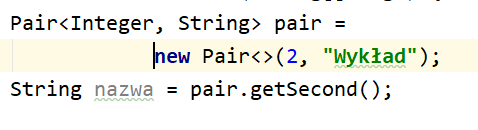 Pair<Integer, String> pair =
new Pair<>(2, "Wykład");
String nazwa = pair.getSecond();